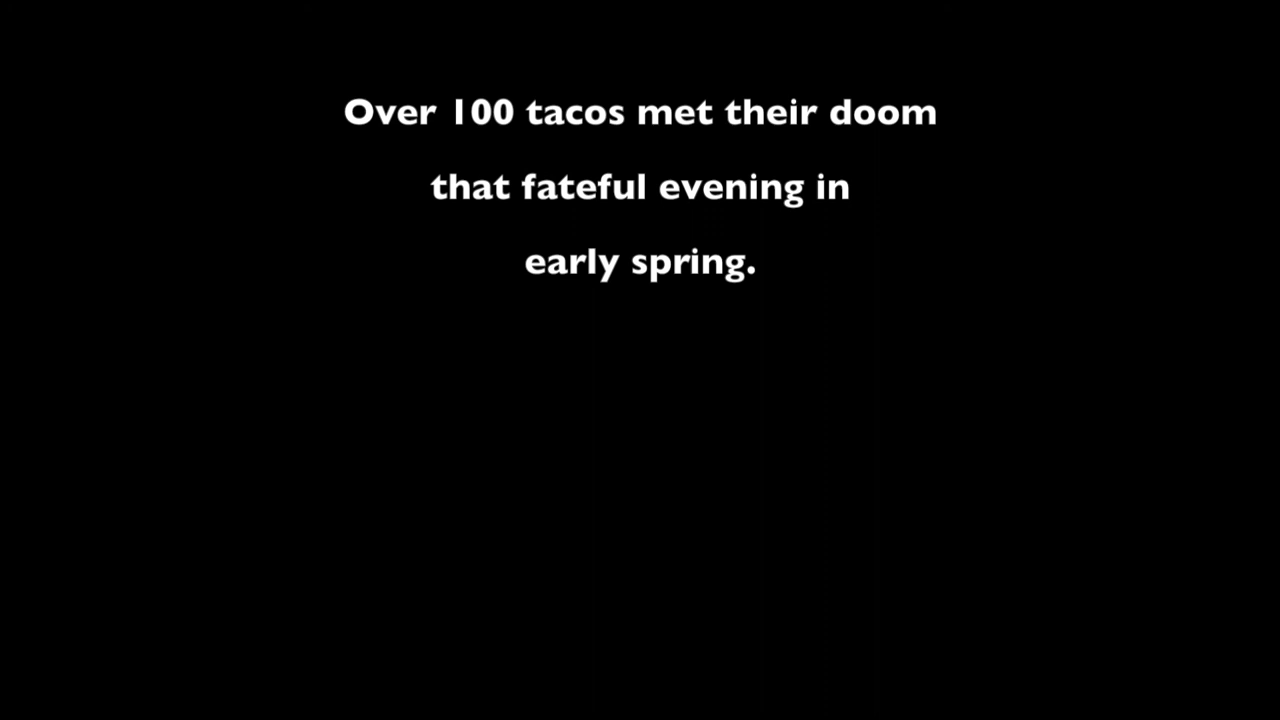 Over 100 tacos met their doom
that fateful evening in
early spring.